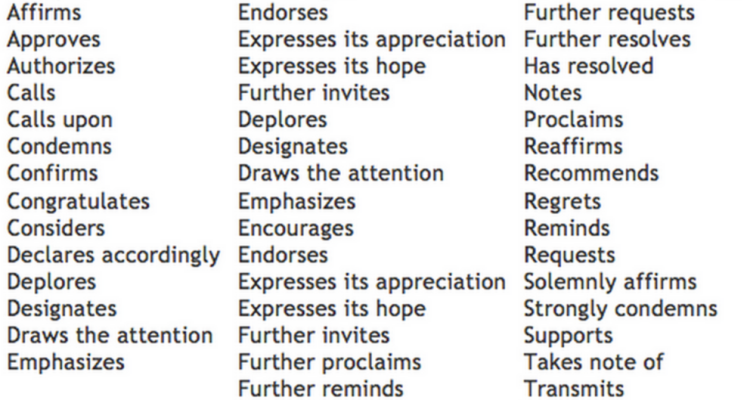 Affirms
Approves
Authorizes
Calls
Calls upon
Condemns
Confirms
Congratulates
Considers
Declares accordingly
Deplores
Designates
Draws the attention
Emphasizes
Endorses
Expresses its appreciation
Expresses its hope
Further invites
Deplores
Designates
Draws the attention
Emphasizes
Encourages
Endorses
Expresses its appreciation
Expresses its hope
Further invites
Further proclaims
Further reminds
Further requests
Further resolves
Has resolved
Notes
Proclaims
Reaffirms
Recommends
Regrets
Reminds
Requests
Solemnly affirms
Strongly condemns
Supports
Takes note of
Transmits